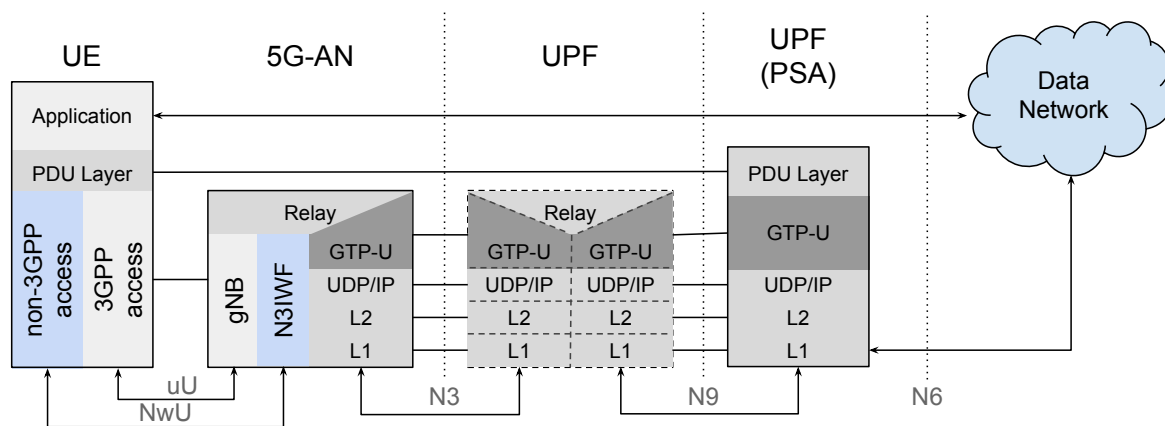 UE
5G-AN
UPF
UPF
(PSA)
Data
Network
Application
PDU Layer
non-3GPP
access
3GPP
access
Relay
gNB
N3IWF
GTP-U
UDP/IP
L2
L1
Relay
GTP-U
GTP-U
UDP/IP
UDP/IP
L2
L2
L1
L1
PDU Layer
GTP-U
UDP/IP
L2
L1
uU
NwU
N3
N9
N6